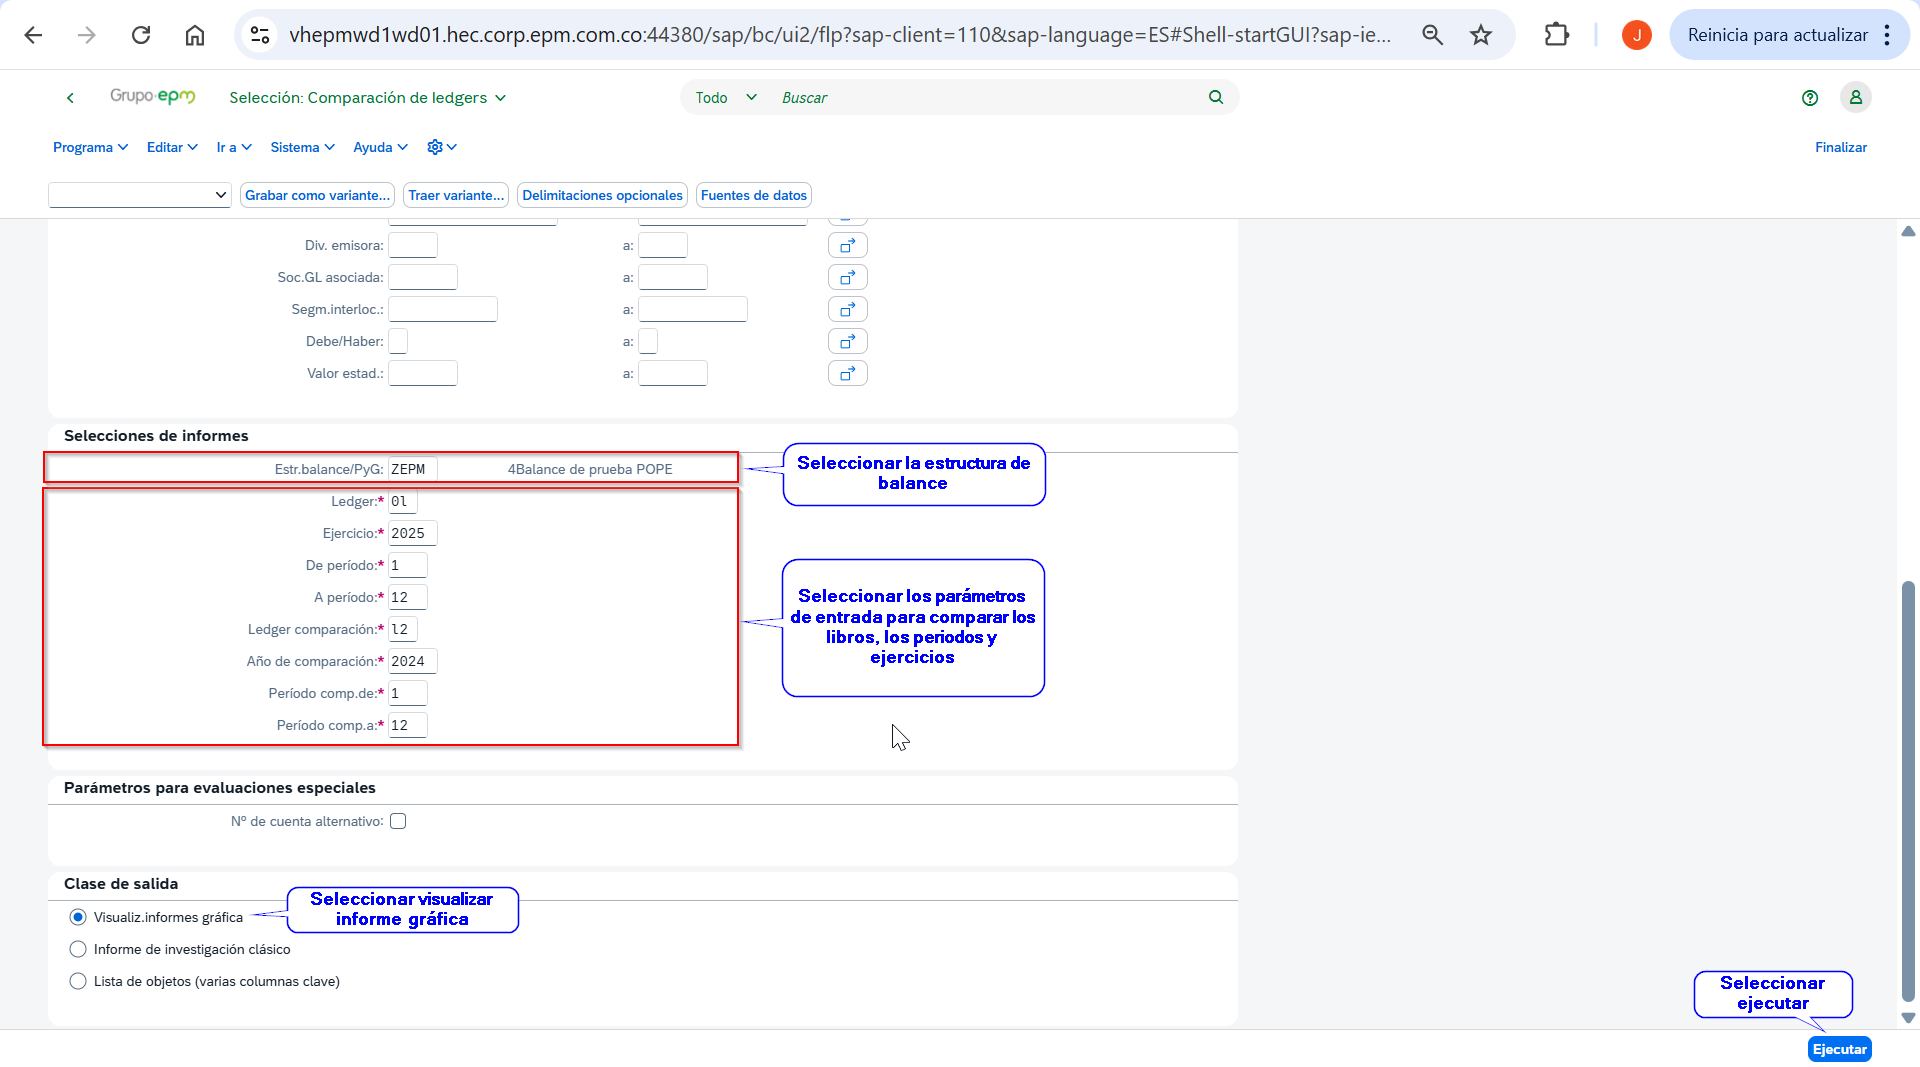 vhepmwd1wd01.hec.corp.epm.com.co:44380/sap/bc/ui2/flp?sap-client=110&sap-language=ES#Shell-startGUI?sap-ie...
J
Reinicia para actualizar
Grupo·epm
Selección: Comparación de ledgers
Todo
Buscar
Programa
Editar
Ir a
Sistema
Ayuda
Finalizar
Grabar como variante...
Traer variante...
Delimitaciones opcionales
Fuentes de datos
Div. emisora:
a:
Soc.GL asociada:
a:
Segm.interloc.:
a:
Debe/Haber:
a:
Valor estad.:
a:
Selecciones de informes
Estr.balance/PyG: ZEPM 4Balance de prueba POPE
Seleccionar la estructura de
balance
Ledger:* 0l
Ejercicio:* 2025
De período:* 1
A período:* 12
Ledger comparación:* l2
Año de comparación:* 2024
Período comp.de:* 1
Período comp.a:* 12
Seleccionar los parámetros
de entrada para comparar los
libros, los periodos y
ejercicios
Parámetros para evaluaciones especiales
Nº de cuenta alternativo:
Clase de salida
Visualiz.informes gráfica
Seleccionar visualizar
informe gráfica
Informe de investigación clásico
Lista de objetos (varias columnas clave)
Seleccionar
ejecutar
Ejecutar